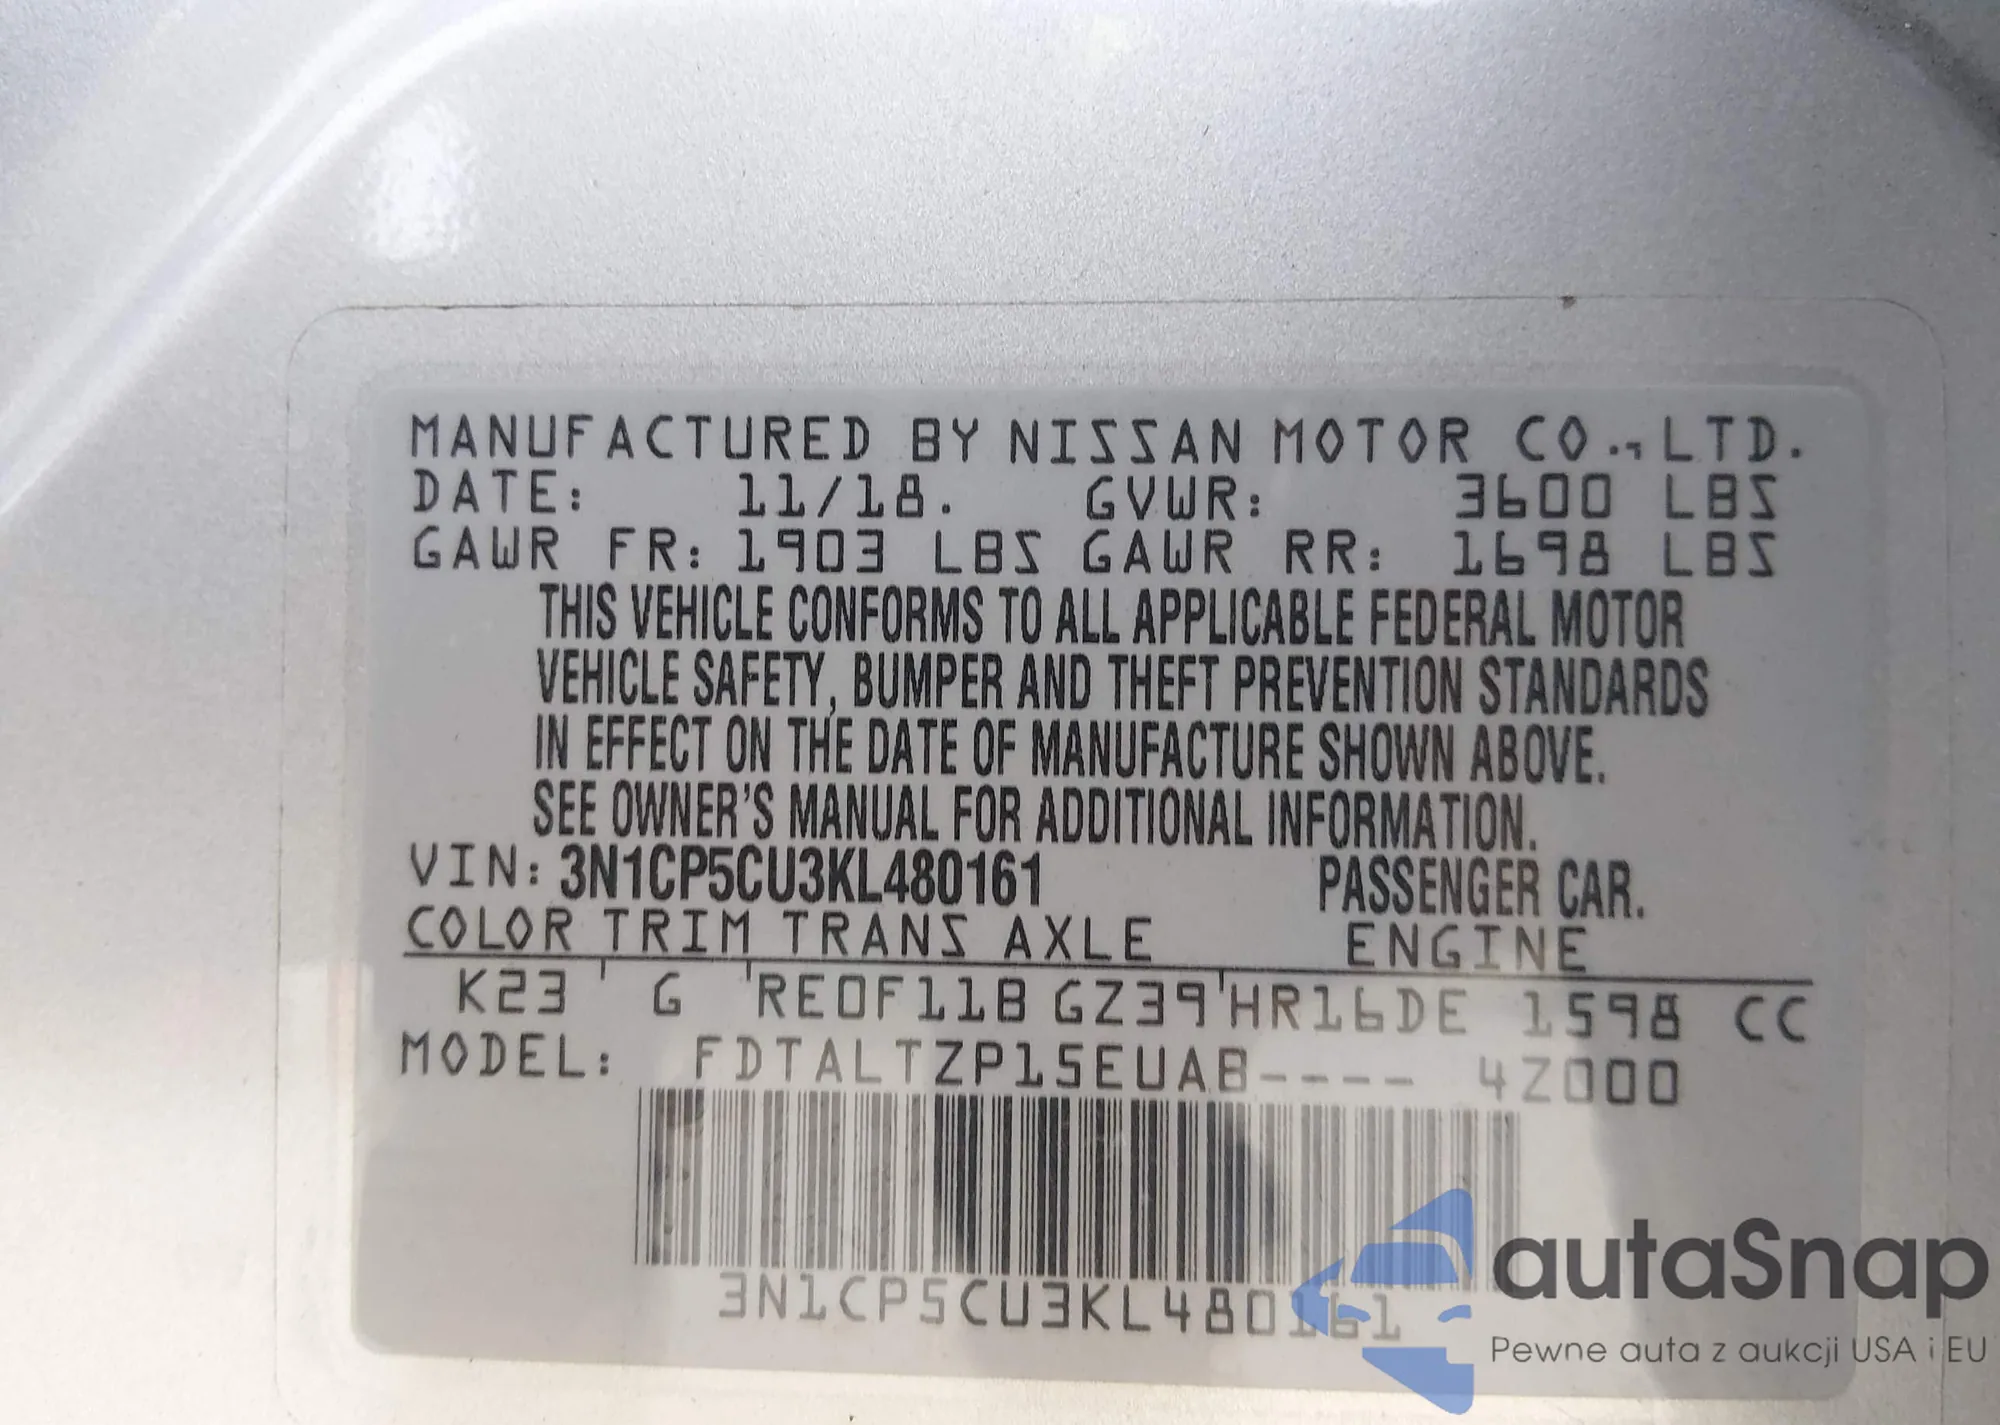 MANUFACTURED BY NISSAN MOTOR CO., LTD.
DATE: 11/18. GVWR: 3600 LBS
GAWR FR: 1903 LBS GAWR RR: 1698 LBS
THIS VEHICLE CONFORMS TO ALL APPLICABLE FEDERAL MOTOR
VEHICLE SAFETY, BUMPER AND THEFT PREVENTION STANDARDS
IN EFFECT ON THE DATE OF MANUFACTURE SHOWN ABOVE.
SEE OWNER'S MANUAL FOR ADDITIONAL INFORMATION.
VIN: 3N1CP5CU3KL480161 PASSENGER CAR.
COLOR TRIM TRANS AXLE ENGINE
K23 G RE0F11B GZ39 HR16DE 1598 CC
MODEL: FDTALTZP15EUAB---- 4Z000
3N1CP5CU3KL480161
autaSnap
Pewne auta z aukcji USA i EU